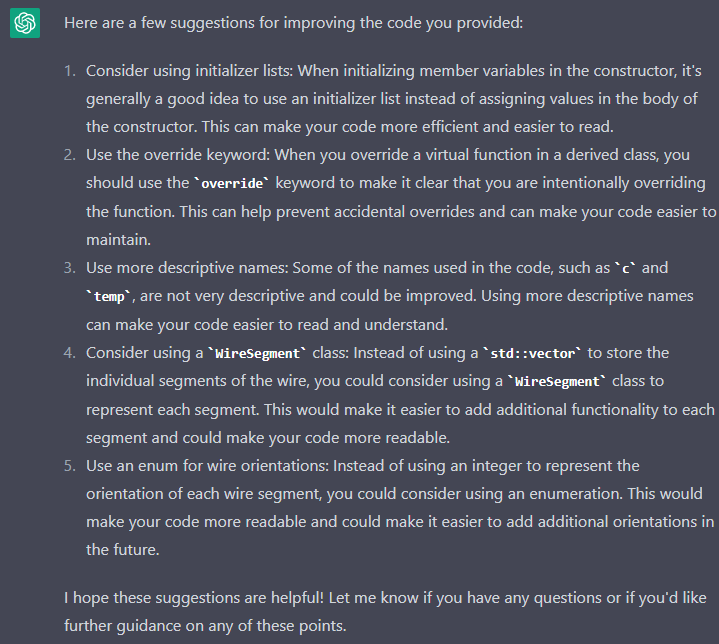 Here are a few suggestions for improving the code you provided:
1. Consider using initializer lists: When initializing member variables in the constructor, it's
generally a good idea to use an initializer list instead of assigning values in the body of
the constructor. This can make your code more efficient and easier to read.
2. Use the override keyword: When you override a virtual function in a derived class, you
should use the `override` keyword to make it clear that you are intentionally overriding
the function. This can help prevent accidental overrides and can make your code easier to
maintain.
3. Use more descriptive names: Some of the names used in the code, such as `c` and
`temp`, are not very descriptive and could be improved. Using more descriptive names
can make your code easier to read and understand.
4. Consider using a `WireSegment` class: Instead of using a `std::vector` to store the
individual segments of the wire, you could consider using a `WireSegment` class to
represent each segment. This would make it easier to add additional functionality to each
segment and could make your code more readable.
5. Use an enum for wire orientations: Instead of using an integer to represent the
orientation of each wire segment, you could consider using an enumeration. This would
make your code more readable and could make it easier to add additional orientations in
the future.
I hope these suggestions are helpful! Let me know if you have any questions or if you'd like
further guidance on any of these points.